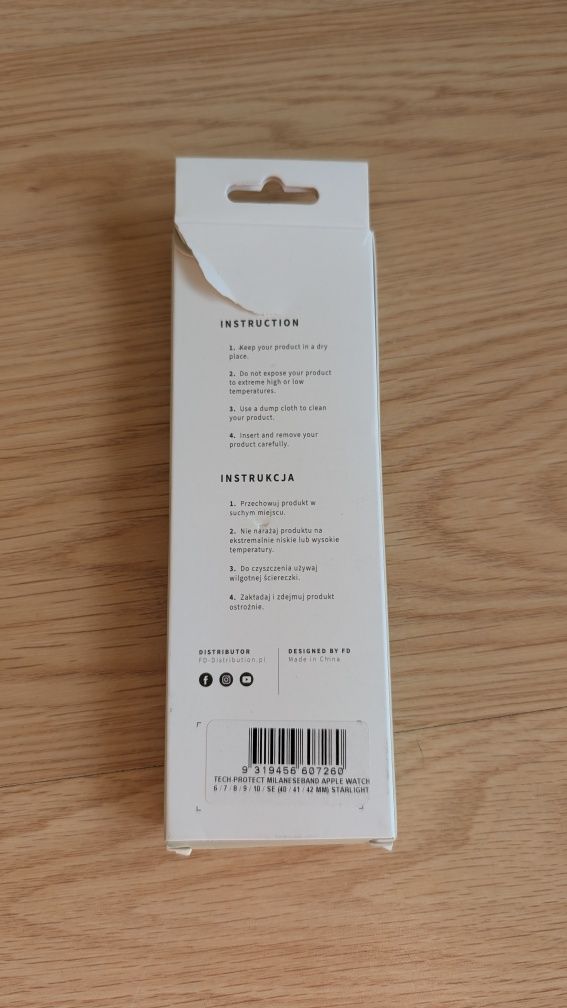 INSTRUCTION
1. Keep your product in a dry
place.
2. Do not expose your product
to extreme high or low
temperatures.
3. Use a dump cloth to clean
your product.
4. Insert and remove your
product carefully.
INSTRUKCJA
1. Przechowuj produkt w
suchym miejscu.
2. Nie narażaj produktu na
ekstremalnie niskie lub wysokie
temperatury.
3. Do czyszczenia używaj
wilgotnej ściereczki.
4. Zakładaj i zdejmuj produkt
ostrożnie.
DISTRIBUTOR
FD-Distribution.pl
DESIGNED BY FD
Made in China
9 319456 607260
TECH-PROTECT MILANESEBAND APPLE WATCH
6 / 7 / 8 / 9 / 10 / SE (40 / 41 / 42 MM) STARLIGHT